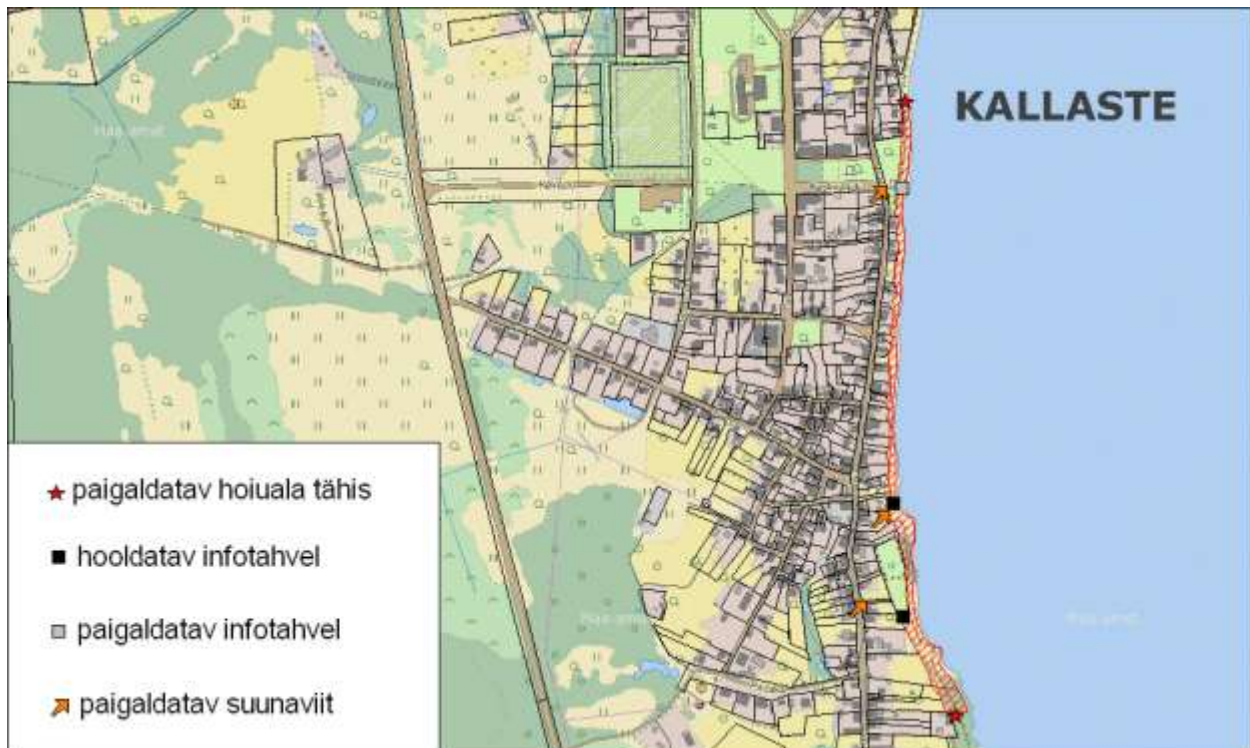 KALLASTE
paigaldatav hoiuala tähis
hooldatav infotahvel
paigaldatav infotahvel
paigaldatav suunaviit